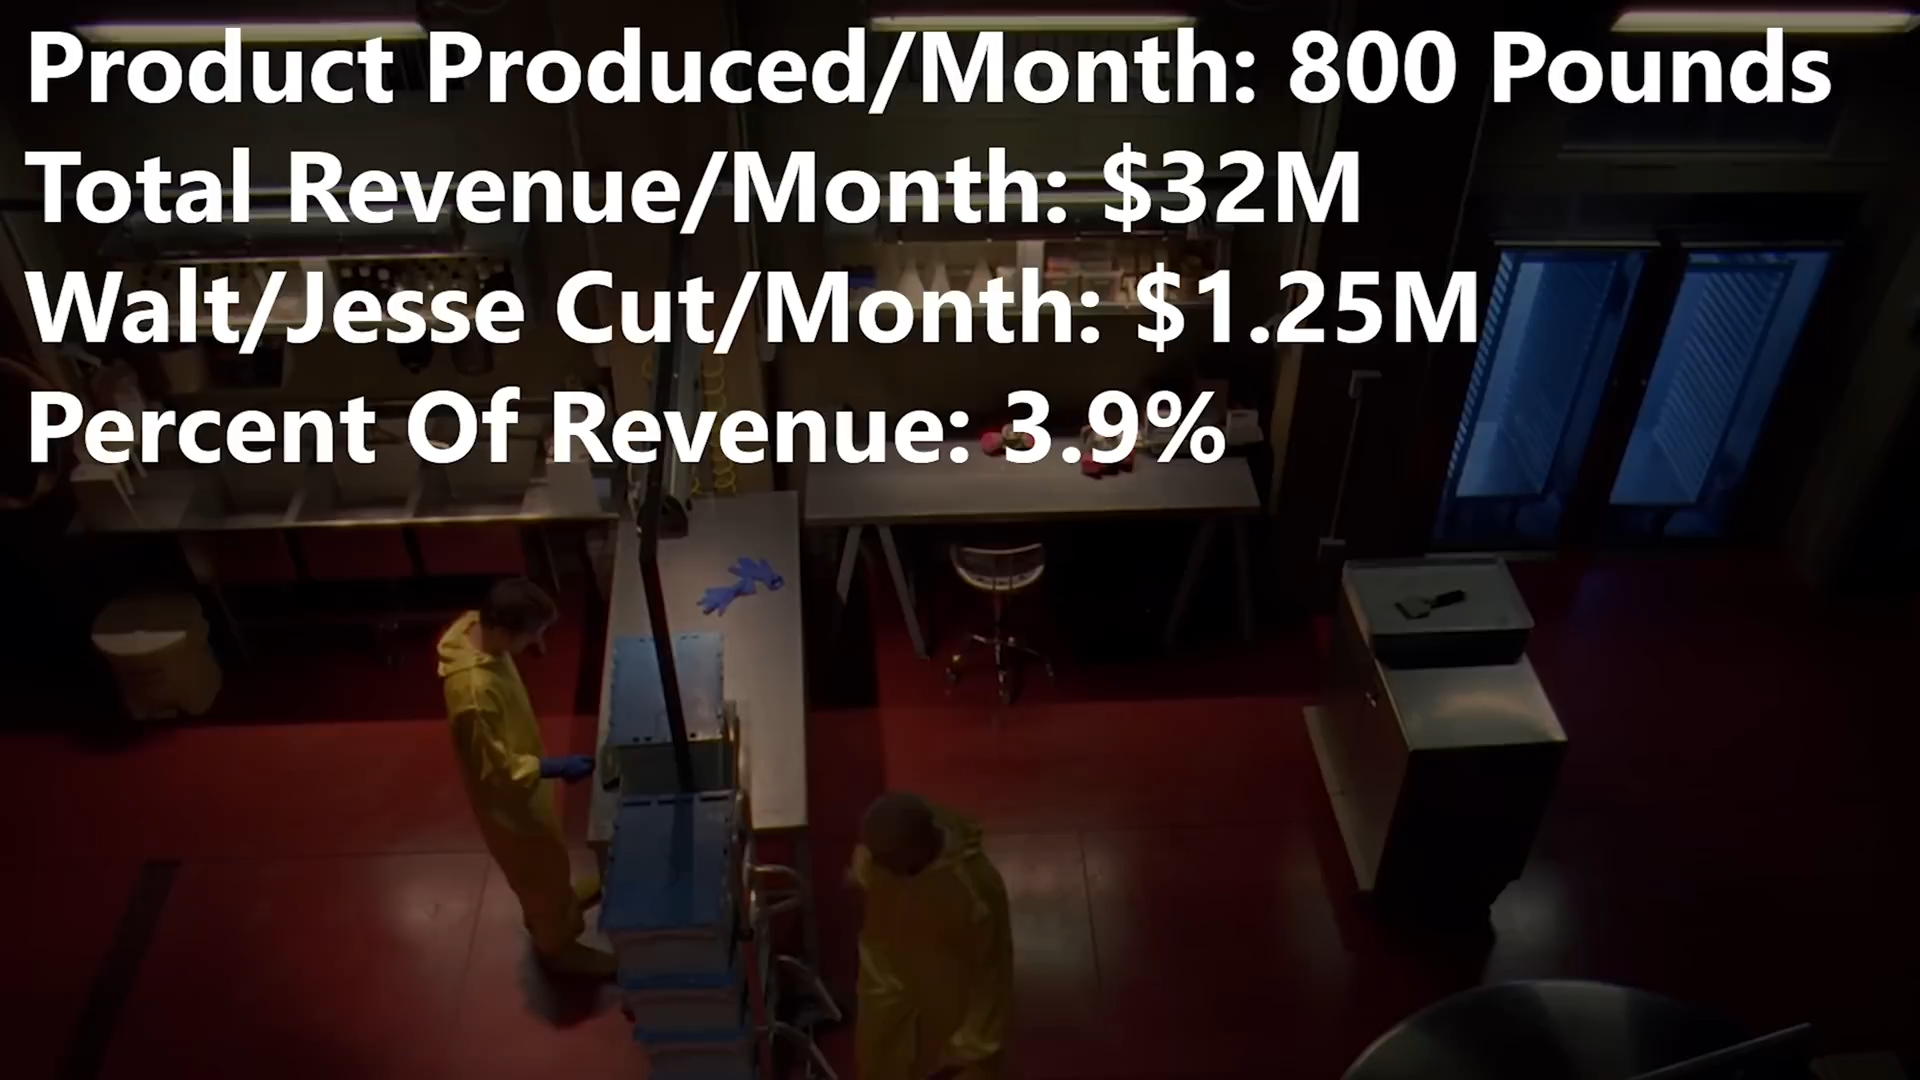 Product Produced/Month: 800 Pounds
Total Revenue/Month: $32M
Walt/Jesse Cut/Month: $1.25M
Percent Of Revenue: 3.9%